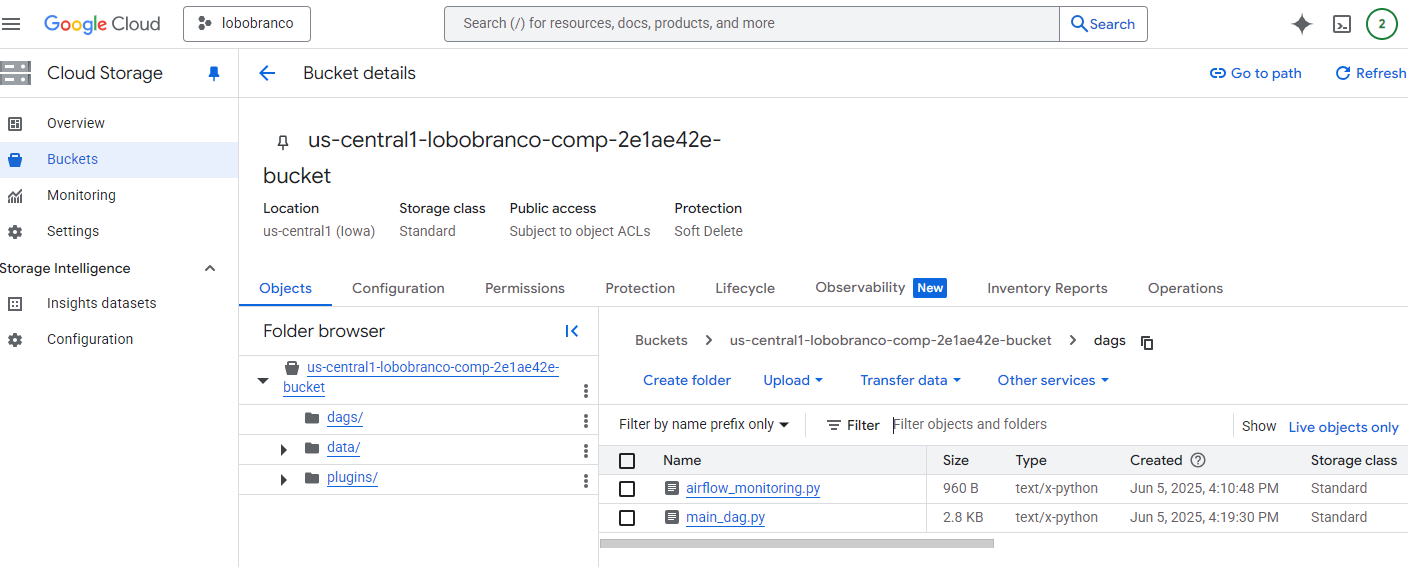 Google Cloud
lobobranco
Search (/) for resources, docs, products, and more
Search
2
Cloud Storage
Bucket details
Go to path
Refresh
Overview
Buckets
Monitoring
Settings
Storage Intelligence
Insights datasets
Configuration
us-central1-lobobranco-comp-2e1ae42e-
bucket
Location
Storage class
Public access
Protection
us-central1 (Iowa)
Standard
Subject to object ACLs
Soft Delete
Objects
Configuration
Permissions
Protection
Lifecycle
Observability
New
Inventory Reports
Operations
Folder browser
us-central1-lobobranco-comp-2e1ae42e-
bucket
dags/
data/
plugins/
Buckets
us-central1-lobobranco-comp-2e1ae42e-bucket
dags
Create folder
Upload
Transfer data
Other services
Filter by name prefix only
Filter
Filter objects and folders
Show
Live objects only
Name Size Type Created Storage class
airflow_monitoring.py 960 B text/x-python Jun 5, 2025, 4:10:48 PM Standard
main_dag.py 2.8 KB text/x-python Jun 5, 2025, 4:19:30 PM Standard